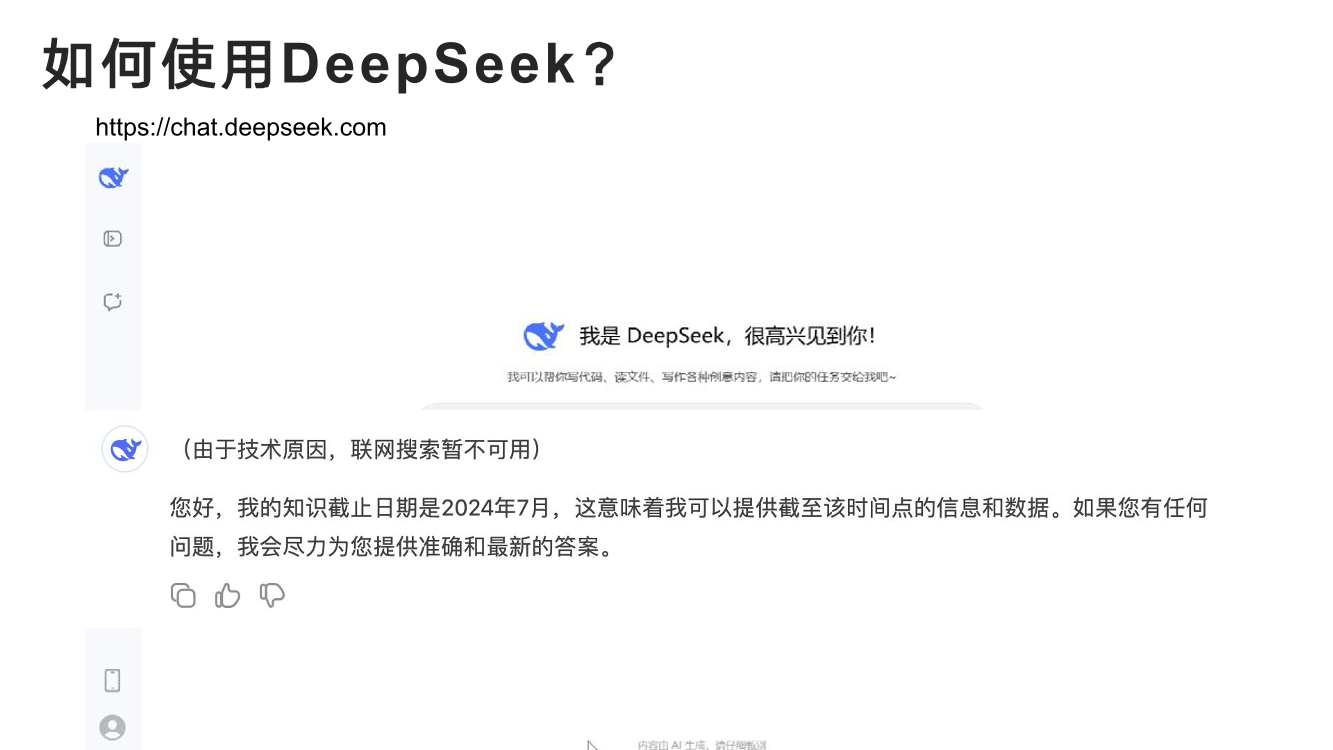 如何使用DeepSeek？
https://chat.deepseek.com
我是 DeepSeek，很高兴见到你！
我可以帮你写代码、读文件、写作各种创意内容，请把你的任务交给我吧~
（由于技术原因，联网搜索暂不可用）
您好，我的知识截止日期是2024年7月，这意味着我可以提供截至该时间点的信息和数据。如果您有任何
问题，我会尽力为您提供准确和最新的答案。
内容由 AI 生成，请仔细甄别